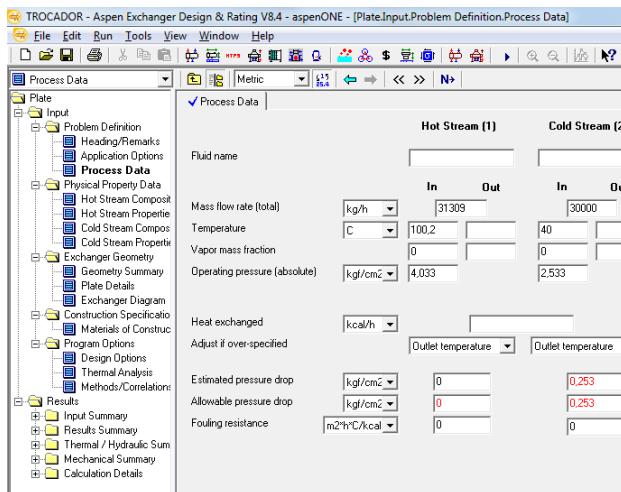 TROCADOR - Aspen Exchanger Design & Rating V8.4 - aspenONE - [Plate.Input.Problem Definition.Process Data]
File Edit Run Tools View Window Help
HTFS
Process Data Metric N
Plate
Input
Problem Definition
Heading/Remarks
Application Options
Process Data
Physical Property Data
Hot Stream Composit
Hot Stream Propertie
Cold Stream Compos
Cold Stream Propertie
Exchanger Geometry
Geometry Summary
Plate Details
Exchanger Diagram
Construction Specificatio
Materials of Construc
Program Options
Design Options
Thermal Analysis
Methods/Correlations
Results
Input Summary
Results Summary
Thermal / Hydraulic Sum
Mechanical Summary
Calculation Details
Process Data
Hot Stream (1) Cold Stream (2
Fluid name
In Out In Ou
Mass flow rate (total) kg/h 31309 30000
Temperature C 100,2 40
Vapor mass fraction 0 0
Operating pressure (absolute) kgf/cm2 4,033 2,533
Heat exchanged kcal/h
Adjust if over-specified Outlet temperature Outlet temperature
Estimated pressure drop kgf/cm2 0 0,253
Allowable pressure drop kgf/cm2 0 0,253
Fouling resistance m2*h*C/kcal 0 0